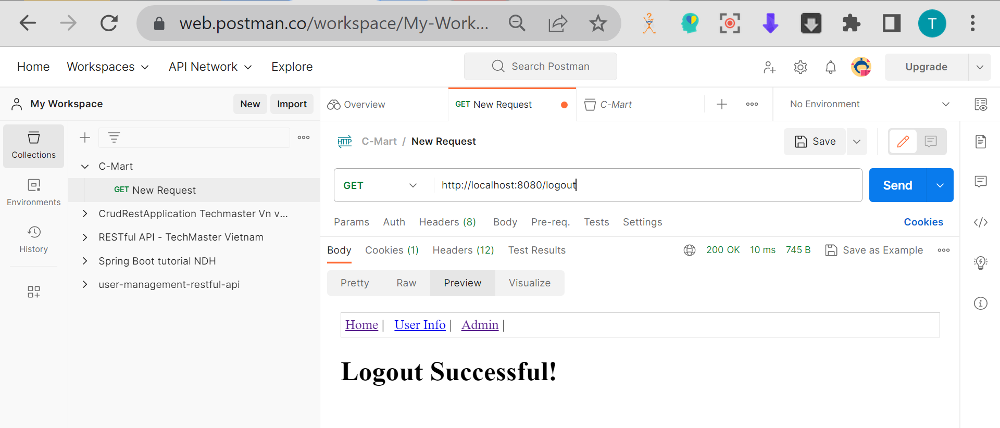 web.postman.co/workspace/My-Work...
T
Home Workspaces API Network Explore
Search Postman
Upgrade
My Workspace New Import
Overview
GET New Request
C-Mart
No Environment
Collections
Environments
History
C-Mart
GET New Request
CrudRestApplication Techmaster Vn v...
RESTful API - TechMaster Vietnam
Spring Boot tutorial NDH
user-management-restful-api
HTTP C-Mart / New Request
Save
GET http://localhost:8080/logout
Send
Params Auth Headers (8) Body Pre-req. Tests Settings Cookies
Body Cookies (1) Headers (12) Test Results 200 OK 10 ms 745 B Save as Example
Pretty Raw Preview Visualize
Home | User Info | Admin |
Logout Successful!